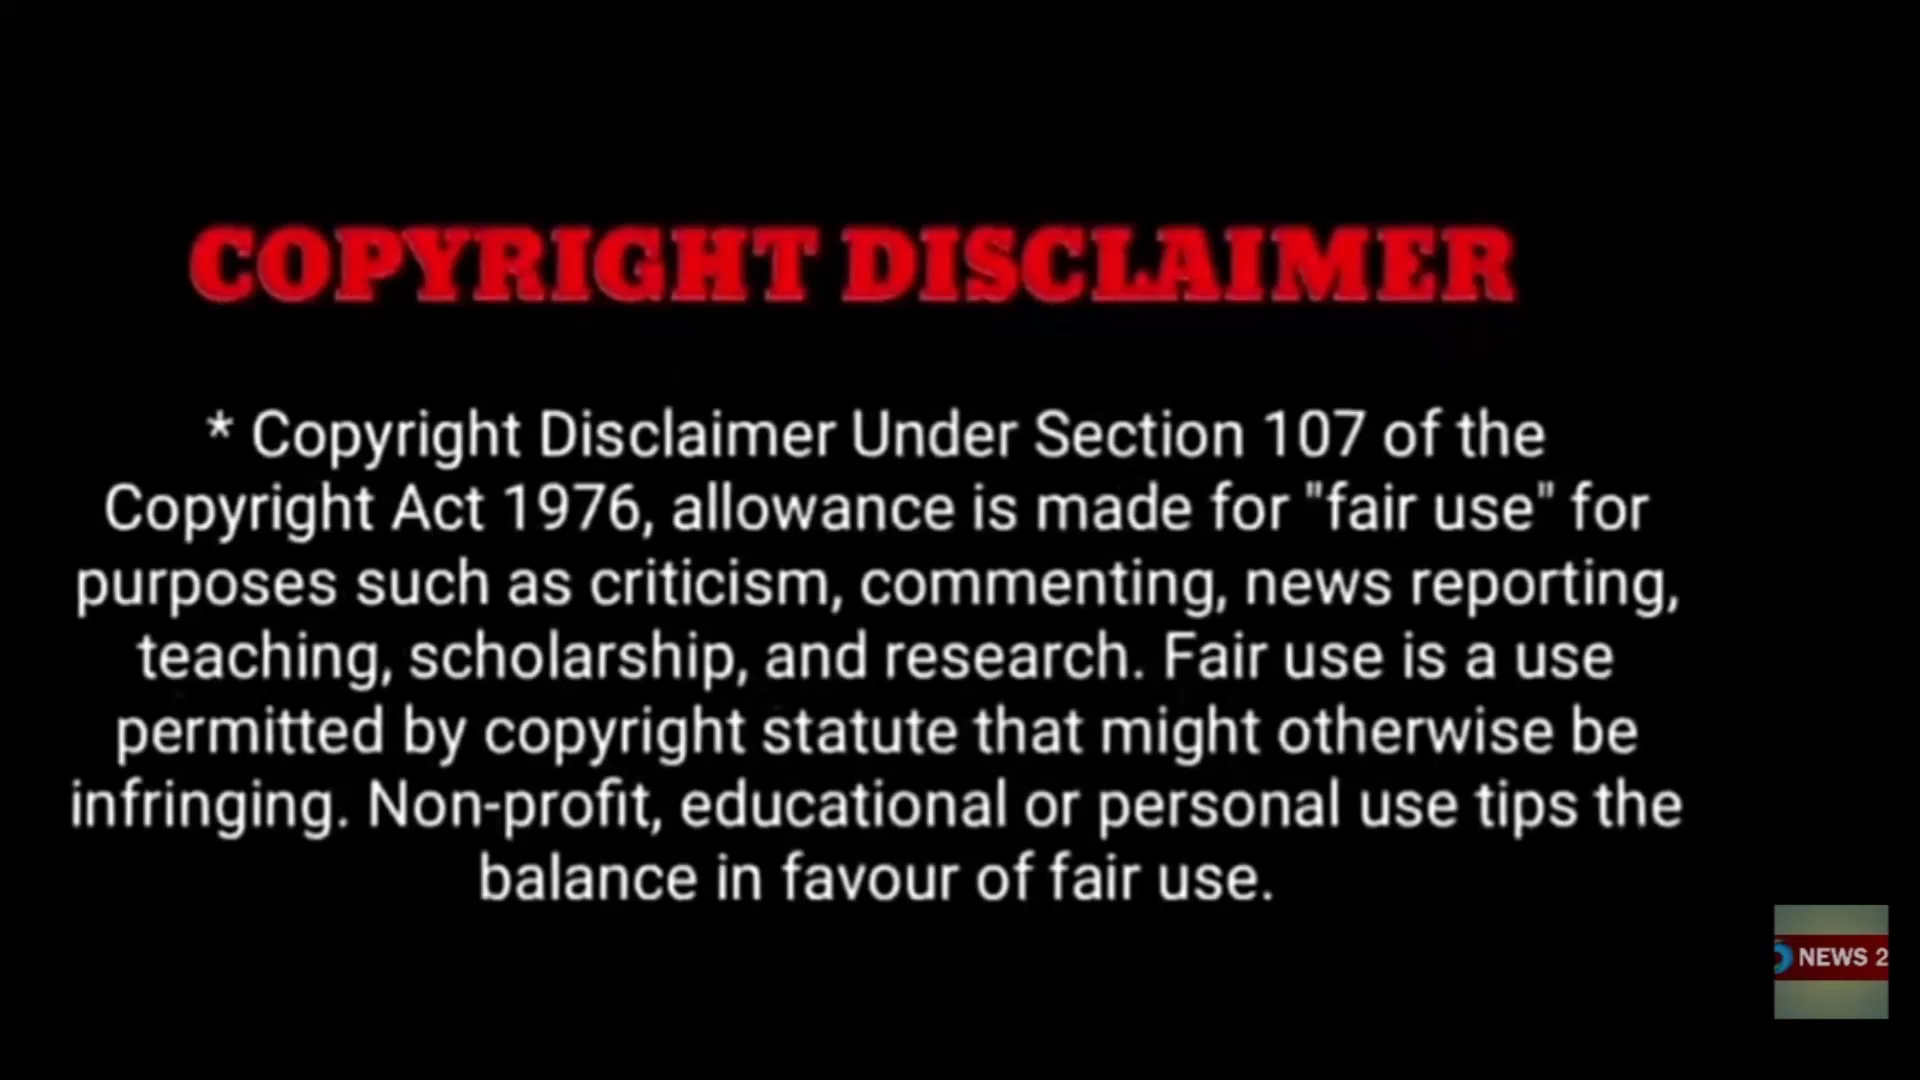 COPYRIGHT DISCLAIMER
* Copyright Disclaimer Under Section 107 of the
Copyright Act 1976, allowance is made for "fair use" for
purposes such as criticism, commenting, news reporting,
teaching, scholarship, and research. Fair use is a use
permitted by copyright statute that might otherwise be
infringing. Non-profit, educational or personal use tips the
balance in favour of fair use.
NEWS 2